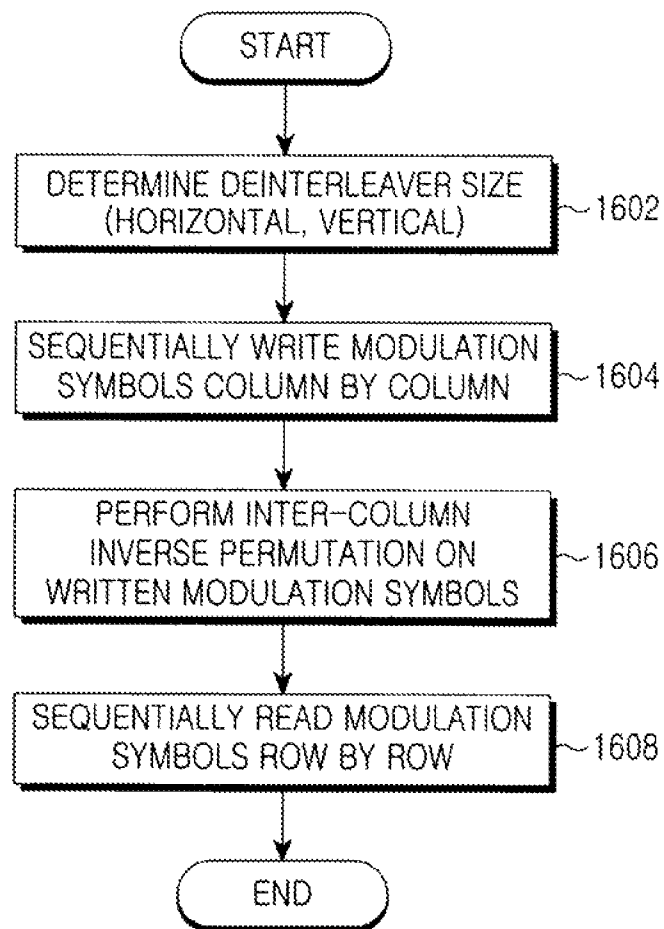 START
DETERMINE DEINTERLEAVER SIZE
(HORIZONTAL, VERTICAL)
1602
SEQUENTIALLY WRITE MODULATION
SYMBOLS COLUMN BY COLUMN
1604
PERFORM INTER-COLUMN
INVERSE PERMUTATION ON
WRITTEN MODULATION SYMBOLS
1606
SEQUENTIALLY READ MODULATION
SYMBOLS ROW BY ROW
1608
END